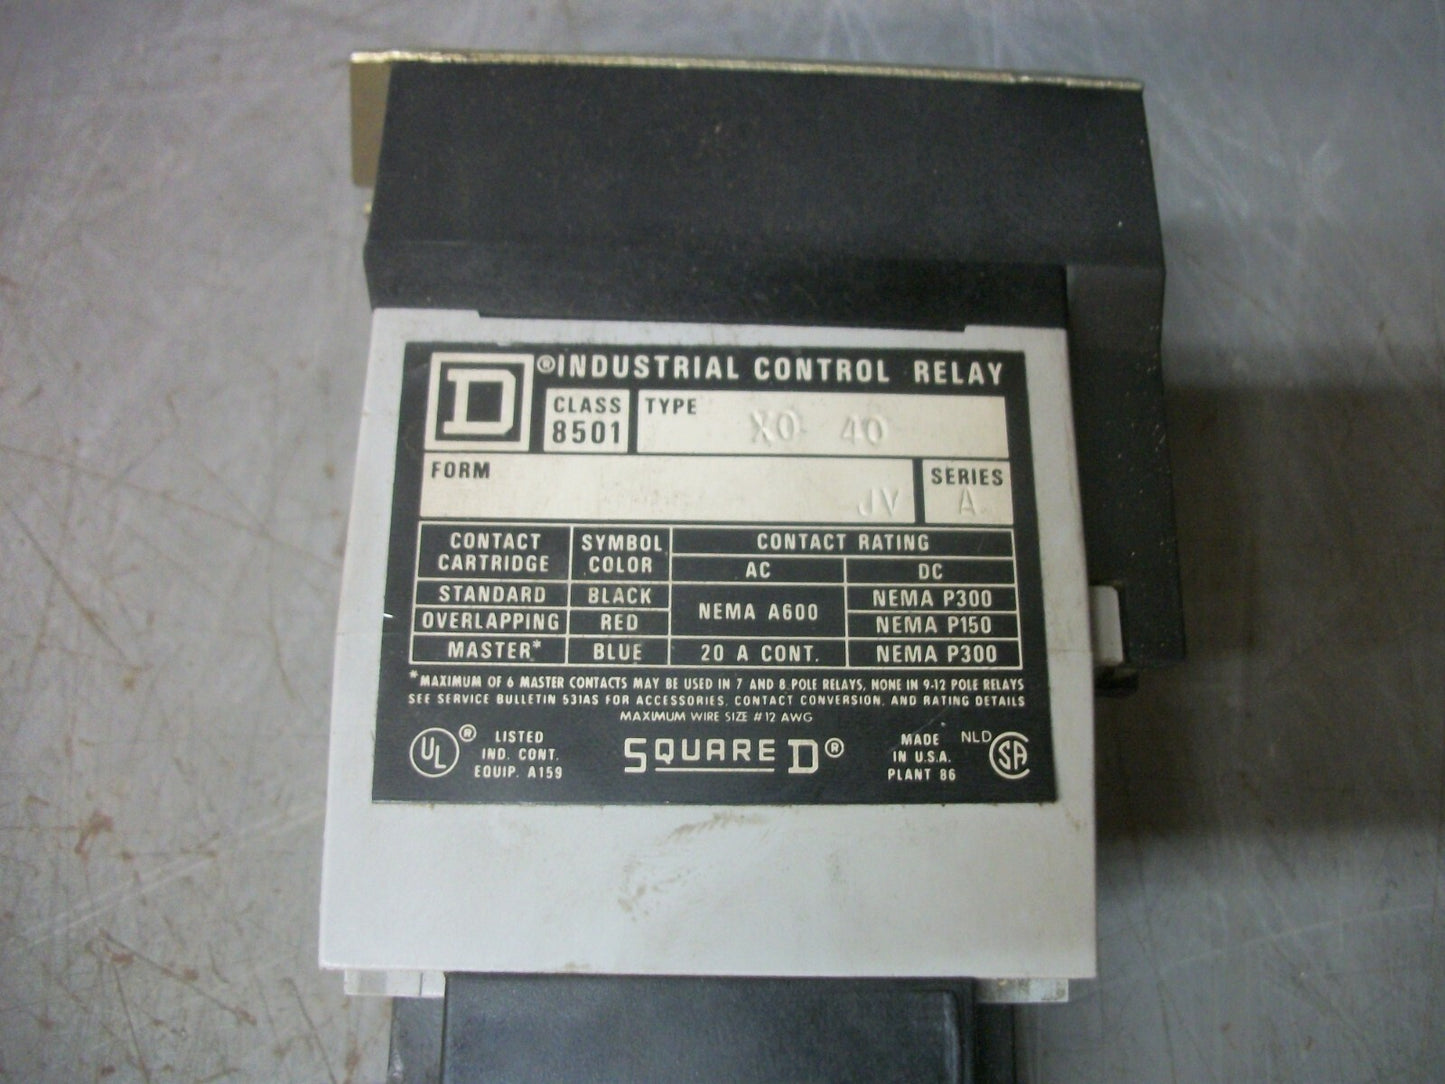 D ® INDUSTRIAL CONTROL RELAY
CLASS 8501 TYPE XO 40
FORM JV SERIES A
CONTACT CARTRIDGE SYMBOL COLOR CONTACT RATING
AC DC
STANDARD BLACK NEMA A600 NEMA P300
OVERLAPPING RED NEMA P150
MASTER* BLUE 20 A CONT. NEMA P300
*MAXIMUM OF 6 MASTER CONTACTS MAY BE USED IN 7 AND 8 POLE RELAYS, NONE IN 9-12 POLE RELAYS
SEE SERVICE BULLETIN 531AS FOR ACCESSORIES, CONTACT CONVERSION, AND RATING DETAILS
MAXIMUM WIRE SIZE #12 AWG
UL ® LISTED
IND. CONT.
EQUIP. A159
SQUARE D ®
MADE
IN U.S.A.
PLANT 86
NLD SA